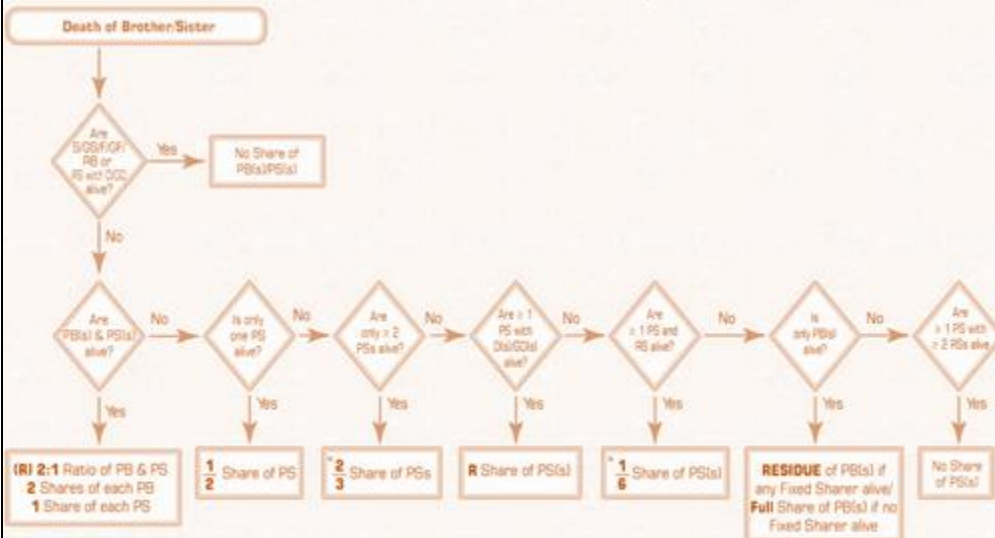 Death of Brother/Sister
Are
S/GS/F/GF/
RB or
alive?
Yes
No Share of
PB(s)/PS(s)
No
Are
PB(s) & PS(s)
alive?
No
Is only
one PS
alive?
No
Are
only ≥ 2
PSs alive?
No
Are ≥ 1
PS with
D(s)/GD(s)
alive?
No
Are
≥ 1 PS and
RB alive?
No
Is
only PB(s)
alive?
No
Are
≥ 1 PS with
≥ 2 RSs alive
Yes
Yes
Yes
Yes
Yes
Yes
Yes
(R) 2:1 Ratio of PB & PS
2 Shares of each PB
1 Share of each PS
1/2 Share of PS
2/3 Share of PSs
R Share of PS(s)
1/6 Share of PS(s)
RESIDUE of PB(s) if
any Fixed Sharer alive/
Full Share of PB(s) if no
Fixed Sharer alive
No Share
of PS(s)